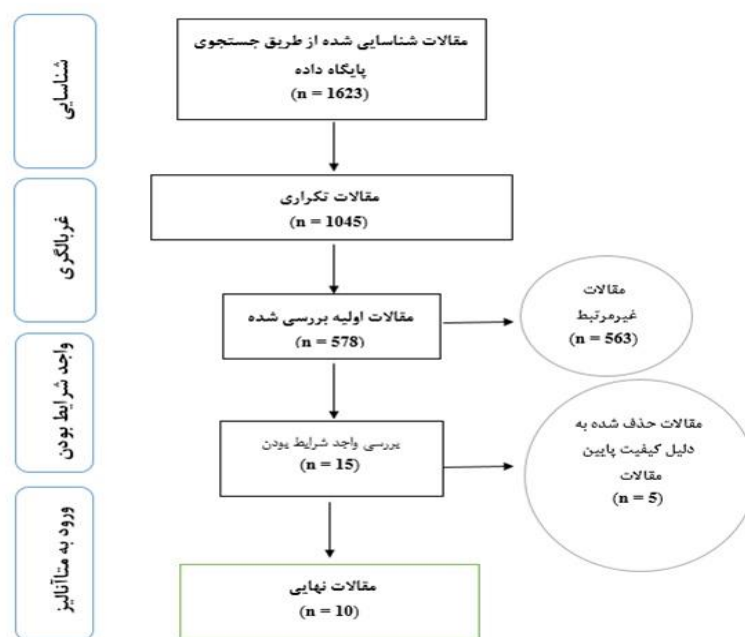 شناسایی
مقالات شناسایی شده از طریق جستجوی
پایگاه داده
(n = 1623)
غربالگری
مقالات تکراری
(n = 1045)
مقالات اولیه بررسی شده
(n = 578)
مقالات
غیرمرتبط
(n = 563)
واجد شرایط بودن
بررسی واجد شرایط بودن
(n = 15)
مقالات حذف شده به
دلیل کیفیت پایین
مقالات
(n = 5)
ورود به متاآنالیز
مقالات نهایی
(n = 10)